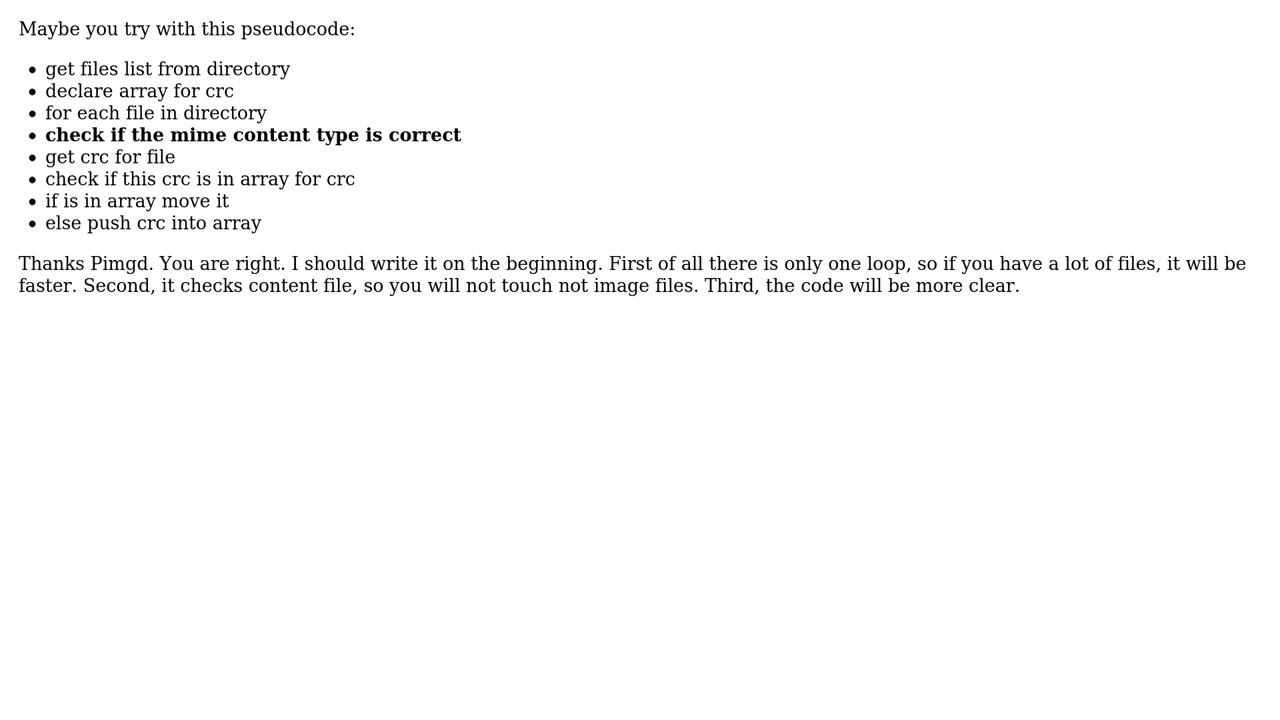 Maybe you try with this pseudocode:
• get files list from directory
• declare array for crc
• for each file in directory
• check if the mime content type is correct
• get crc for file
• check if this crc is in array for crc
• if is in array move it
• else push crc into array
Thanks Pimgd. You are right. I should write it on the beginning. First of all there is only one loop, so if you have a lot of files, it will be
faster. Second, it checks content file, so you will not touch not image files. Third, the code will be more clear.